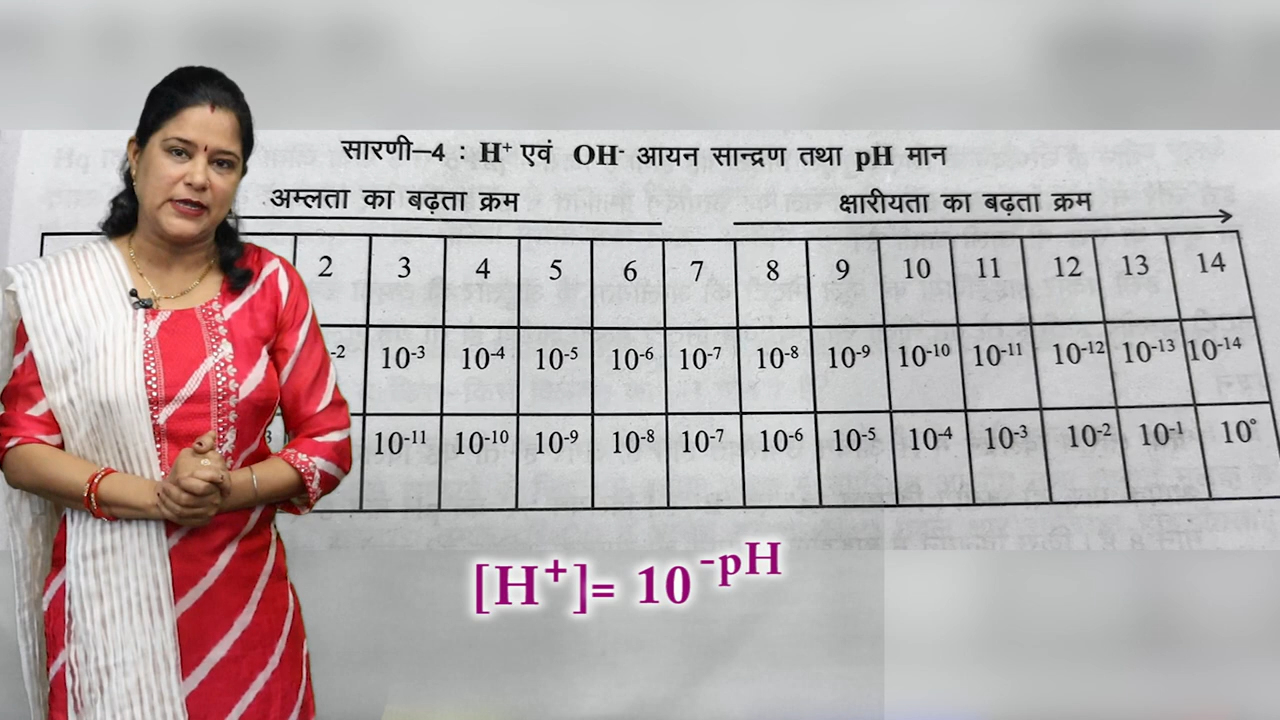 सारणी–4 : H⁺ एवं OH⁻ आयन सान्द्रण तथा pH मान
अम्लता का बढ़ता क्रम क्षारीयता का बढ़ता क्रम
2 3 4 5 6 7 8 9 10 11 12 13 14
-2 10⁻³ 10⁻⁴ 10⁻⁵ 10⁻⁶ 10⁻⁷ 10⁻⁸ 10⁻⁹ 10⁻¹⁰ 10⁻¹¹ 10⁻¹² 10⁻¹³ 10⁻¹⁴
10⁻¹¹ 10⁻¹⁰ 10⁻⁹ 10⁻⁸ 10⁻⁷ 10⁻⁶ 10⁻⁵ 10⁻⁴ 10⁻³ 10⁻² 10⁻¹ 10°
[H⁺]= 10⁻ᵖᴴ